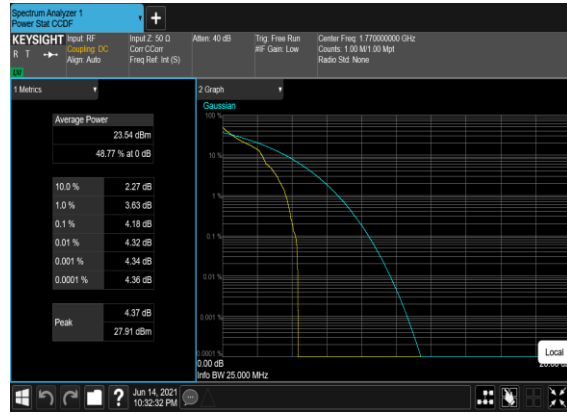 Spectrum Analyzer 1
Power Stat CCDF
+
KEYSIGHT
R T
LXI
Input: RF
Coupling: DC
Align: Auto
Input Z: 50 Ω
Corr CCorr
Freq Ref: Int (S)
Atten: 40 dB
Trig: Free Run
#IF Gain: Low
Center Freq: 1.770000000 GHz
Counts: 1.00 M/1.00 Mpt
Radio Std: None
1 Metrics
Average Power
23.54 dBm
48.77 % at 0 dB
10.0 % 2.27 dB
1.0 % 3.63 dB
0.1 % 4.18 dB
0.01 % 4.32 dB
0.001 % 4.34 dB
0.0001 % 4.36 dB
Peak
4.37 dB
27.91 dBm
2 Graph
Gaussian
100 %
10 %
1 %
0.1 %
0.01 %
0.001 %
0.0001 %
0.00 dB
Info BW 25.000 MHz
Local
?
Jun 14, 2021
10:32:32 PM